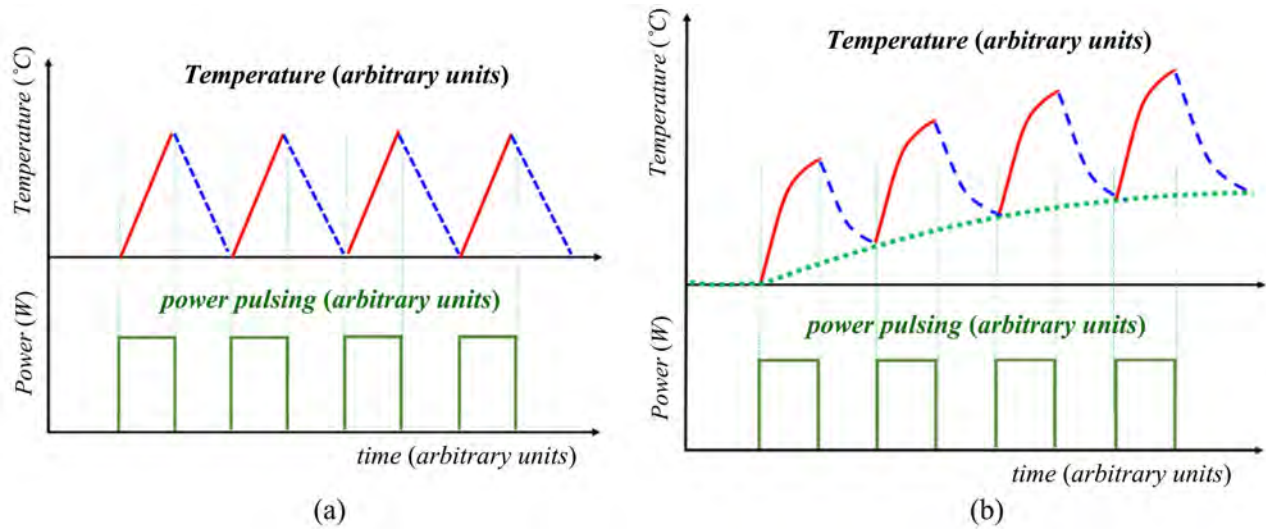 Temperature (°C)
Temperature (arbitrary units)
Power (W)
power pulsing (arbitrary units)
time (arbitrary units)
(a)
Temperature (°C)
Temperature (arbitrary units)
Power (W)
power pulsing (arbitrary units)
time (arbitrary units)
(b)